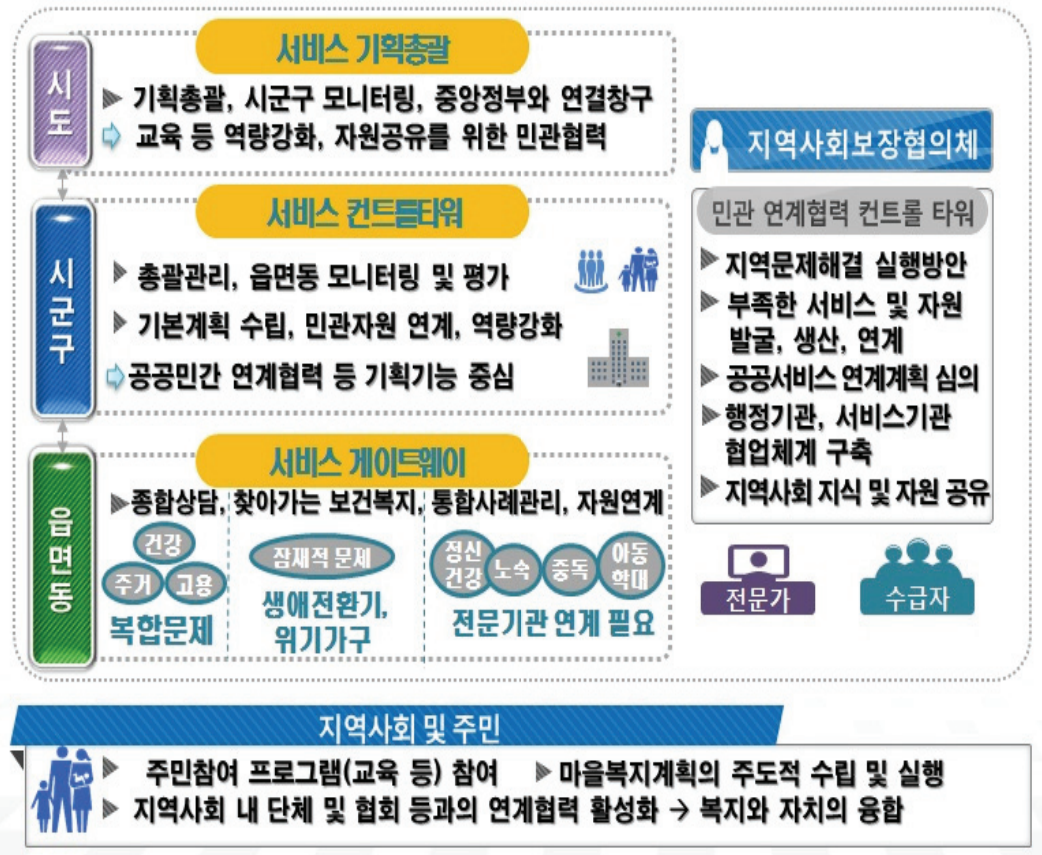 시도
서비스 기획총괄
기획총괄, 시군구 모니터링, 중앙정부와 연결창구
교육 등 역량강화, 자원공유를 위한 민관협력
시군구
서비스 컨트롤타워
총괄관리, 읍면동 모니터링 및 평가
기본계획 수립, 민관자원 연계, 역량강화
공공민간 연계협력 등 기획기능 중심
읍면동
서비스 게이트웨이
종합상담, 찾아가는 보건복지, 통합사례관리, 자원연계
건강
주거 고용
복합문제
잠재적 문제
생애전환기,
위기가구
정신
건강
노숙
중독
아동
학대
전문기관 연계 필요
지역사회보장협의체
민관 연계협력 컨트롤 타워
지역문제해결 실행방안
부족한 서비스 및 자원
발굴, 생산, 연계
공공서비스 연계계획 심의
행정기관, 서비스기관
협업체계 구축
지역사회 지식 및 자원 공유
전문가
수급자
지역사회 및 주민
주민참여 프로그램(교육 등) 참여 마을복지계획의 주도적 수립 및 실행
지역사회 내 단체 및 협회 등과의 연계협력 활성화 → 복지와 자치의 융합